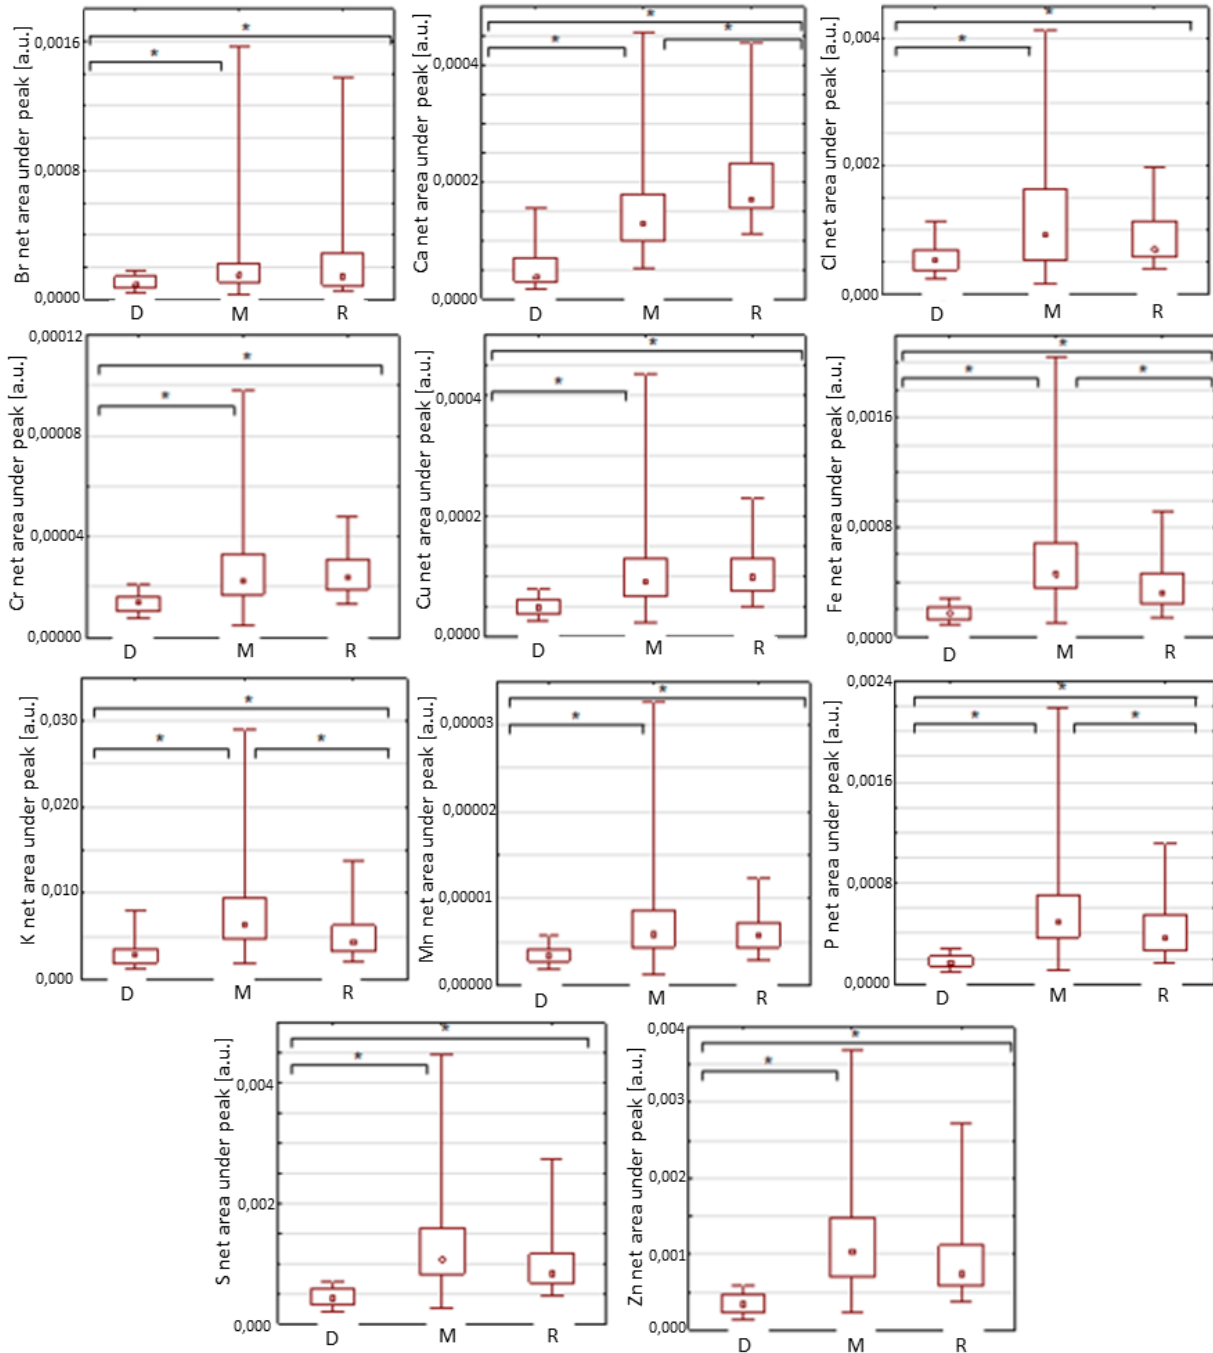 Br net area under peak [a.u.]
0,0016
0,0008
0,0000
*
*
D M R
Ca net area under peak [a.u.]
0,0004
0,0002
0,0000
*
*
*
D M R
Cl net area under peak [a.u.]
0,004
0,002
0,000
*
*
D M R
Cr net area under peak [a.u.]
0,00012
0,00008
0,00004
0,00000
*
*
D M R
Cu net area under peak [a.u.]
0,0004
0,0002
0,0000
*
*
D M R
Fe net area under peak [a.u.]
0,0016
0,0008
0,0000
*
*
*
D M R
K net area under peak [a.u.]
0,030
0,020
0,010
0,000
*
*
*
D M R
Mn net area under peak [a.u.]
0,00003
0,00002
0,00001
0,00000
*
*
D M R
P net area under peak [a.u.]
0,0024
0,0016
0,0008
0,0000
*
*
*
D M R
S net area under peak [a.u.]
0,004
0,002
0,000
*
*
D M R
Zn net area under peak [a.u.]
0,004
0,003
0,002
0,001
0,000
*
*
D M R